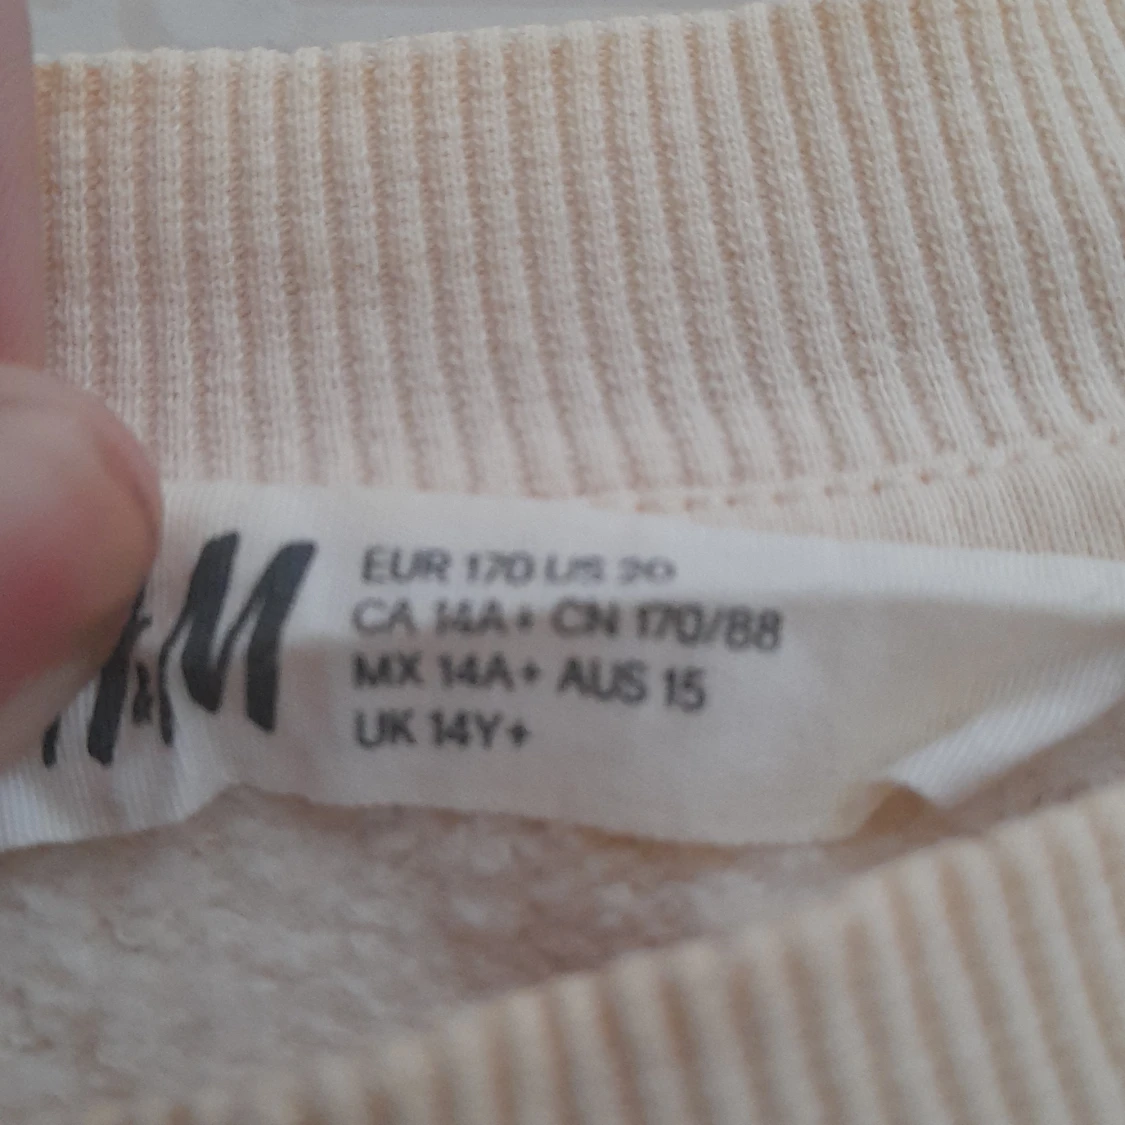 H&M
EUR 170 US 20
CA 14A+ CN 170/88
MX 14A+ AUS 15
UK 14Y+